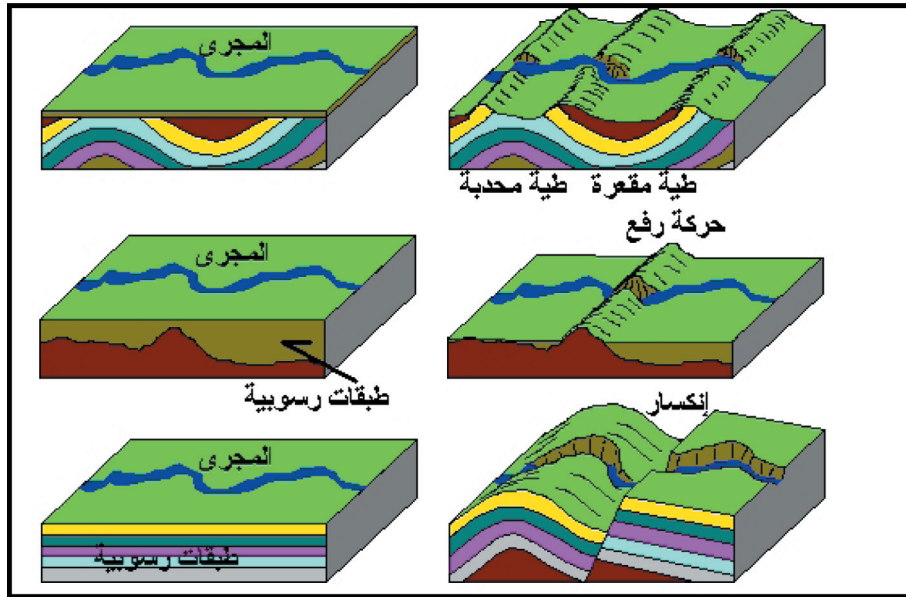 المجرى
طية مقعرة
طية محدبة
حركة رفع
المجرى
طبقات رسوبية
إنكسار
المجرى
طبقات رسوبية